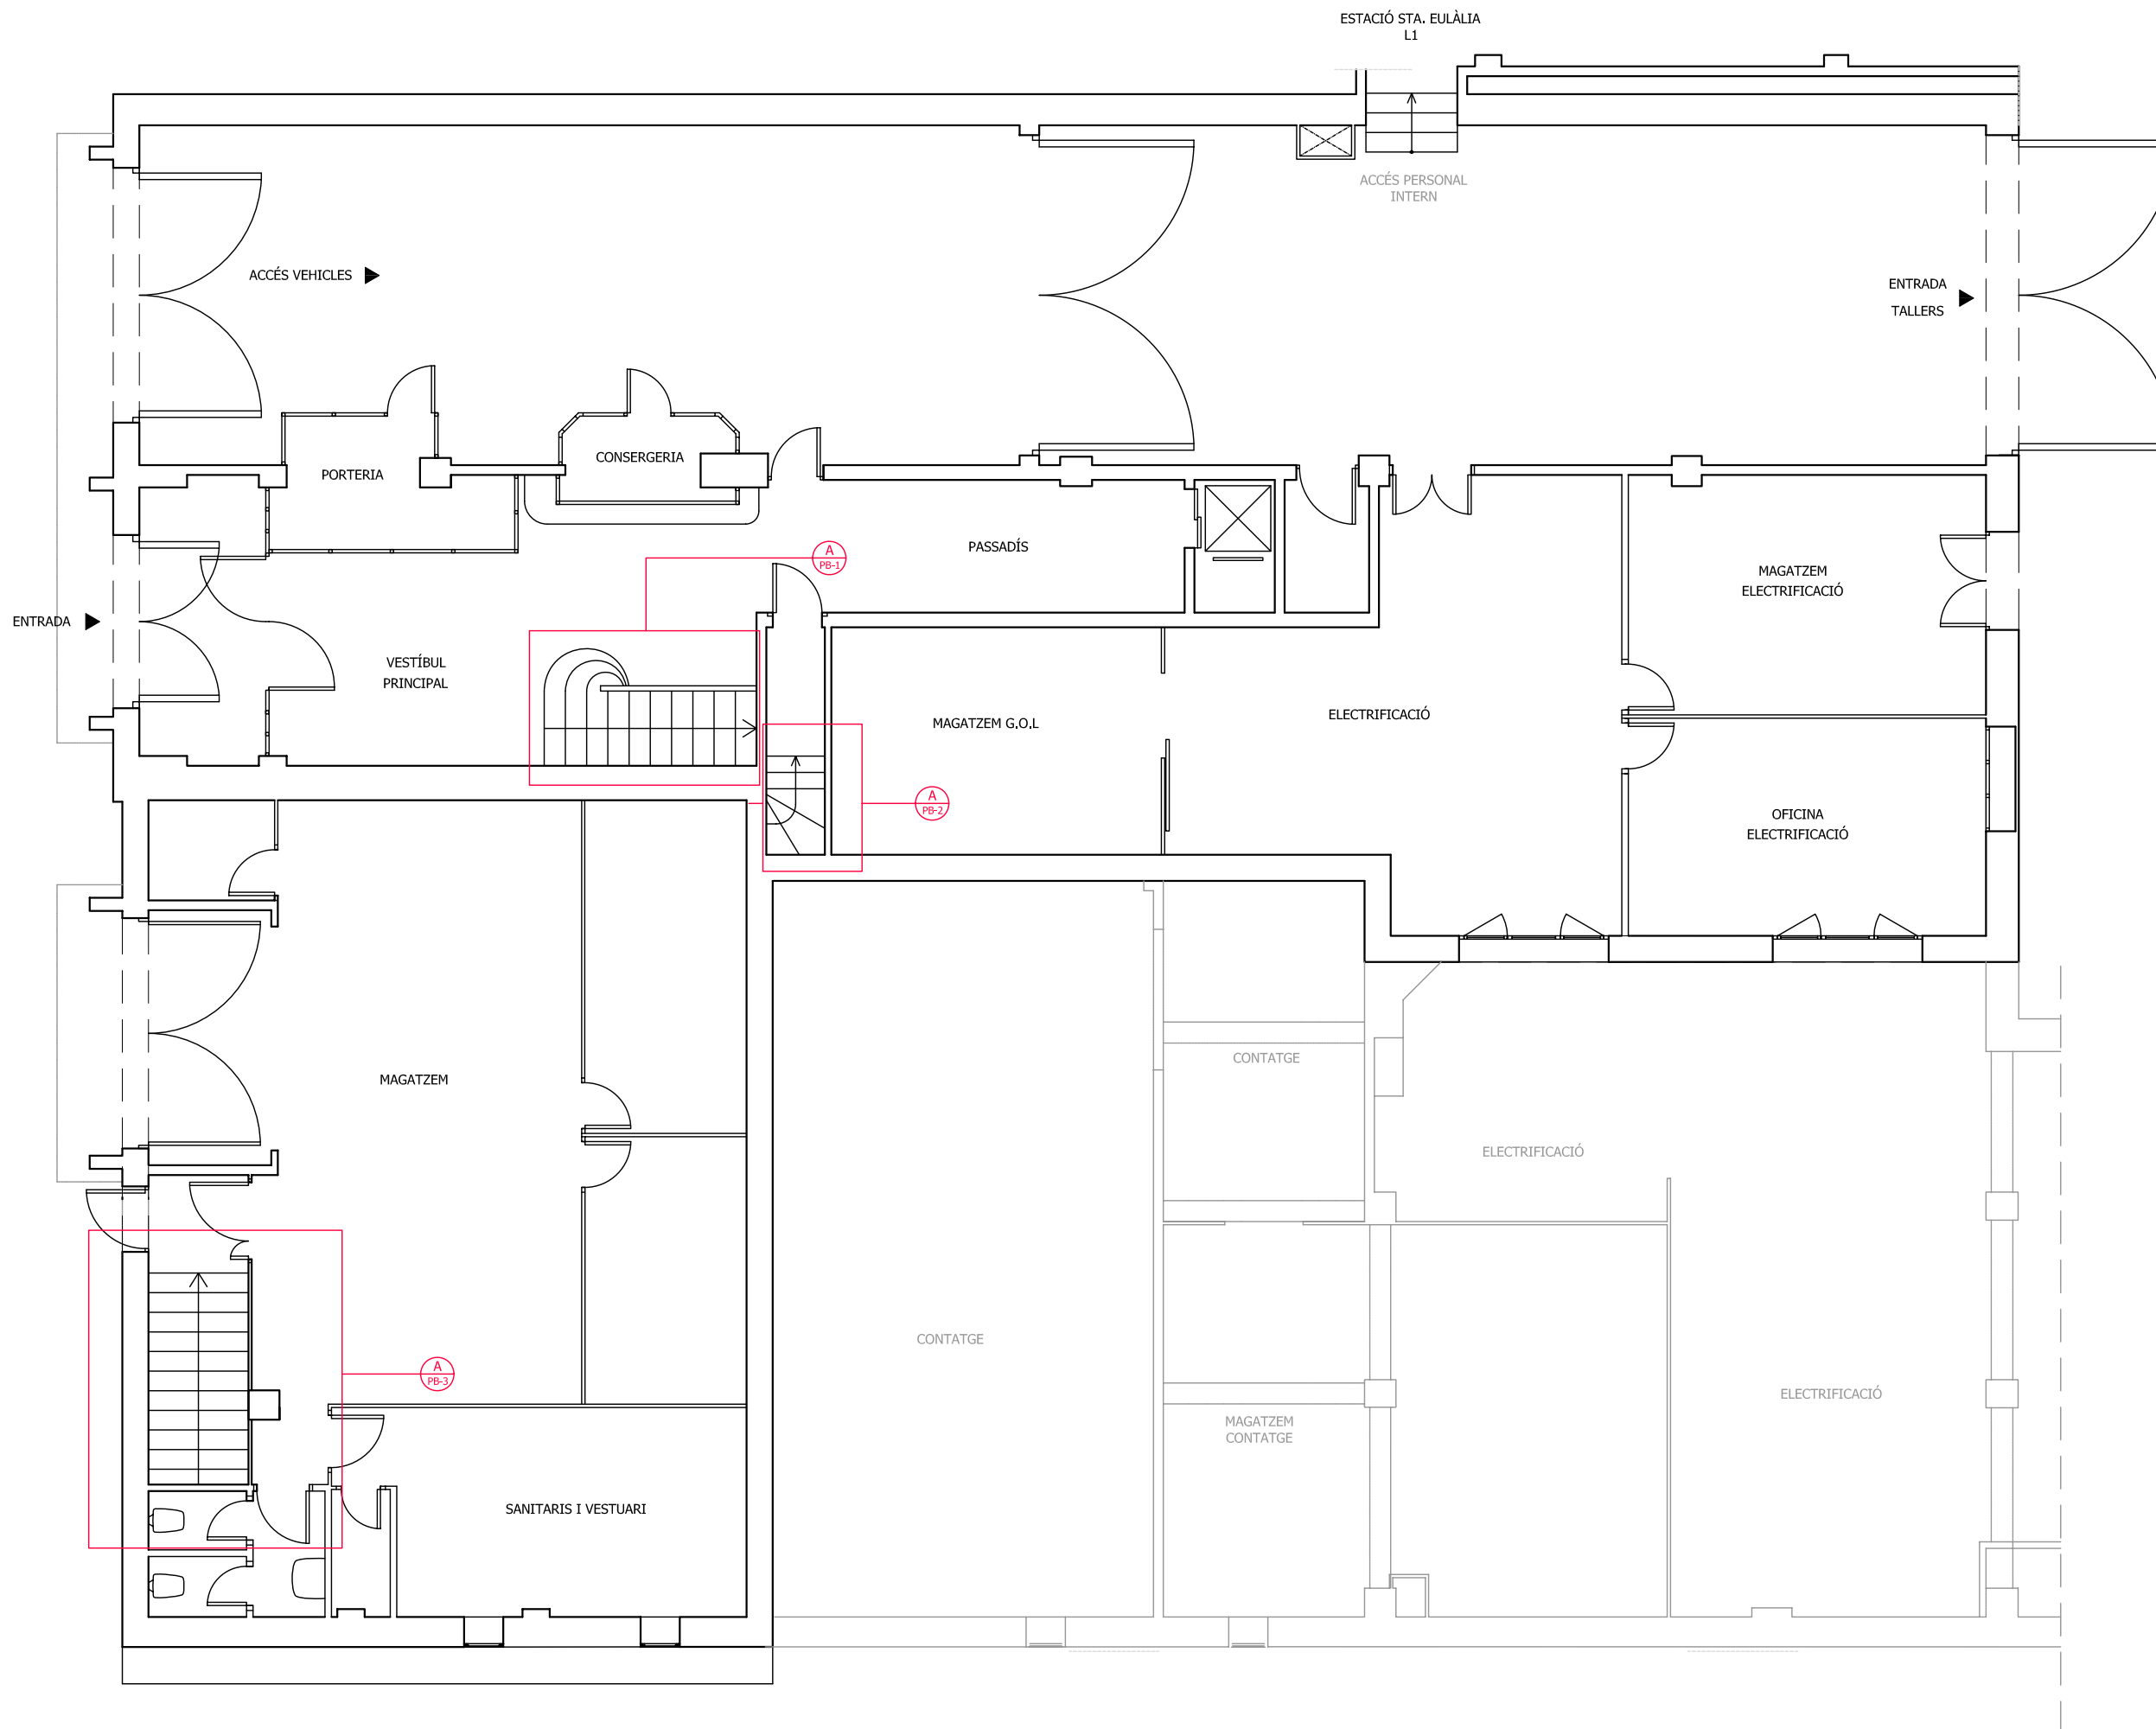 ESTACIÓ STA. EULÀLIA
L1
ACCÉS PERSONAL
INTERN
ACCÉS VEHICLES
ENTRADA
TALLERS
PORTERIA
CONSERGERIA
PASSADÍS
A
PB-1
MAGATZEM
ELECTRIFICACIÓ
ENTRADA
VESTÍBUL
PRINCIPAL
MAGATZEM G.O.L
ELECTRIFICACIÓ
A
PB-2
OFICINA
ELECTRIFICACIÓ
MAGATZEM
CONTATGE
ELECTRIFICACIÓ
CONTATGE
A
PB-3
ELECTRIFICACIÓ
MAGATZEM
CONTATGE
SANITARIS I VESTUARI